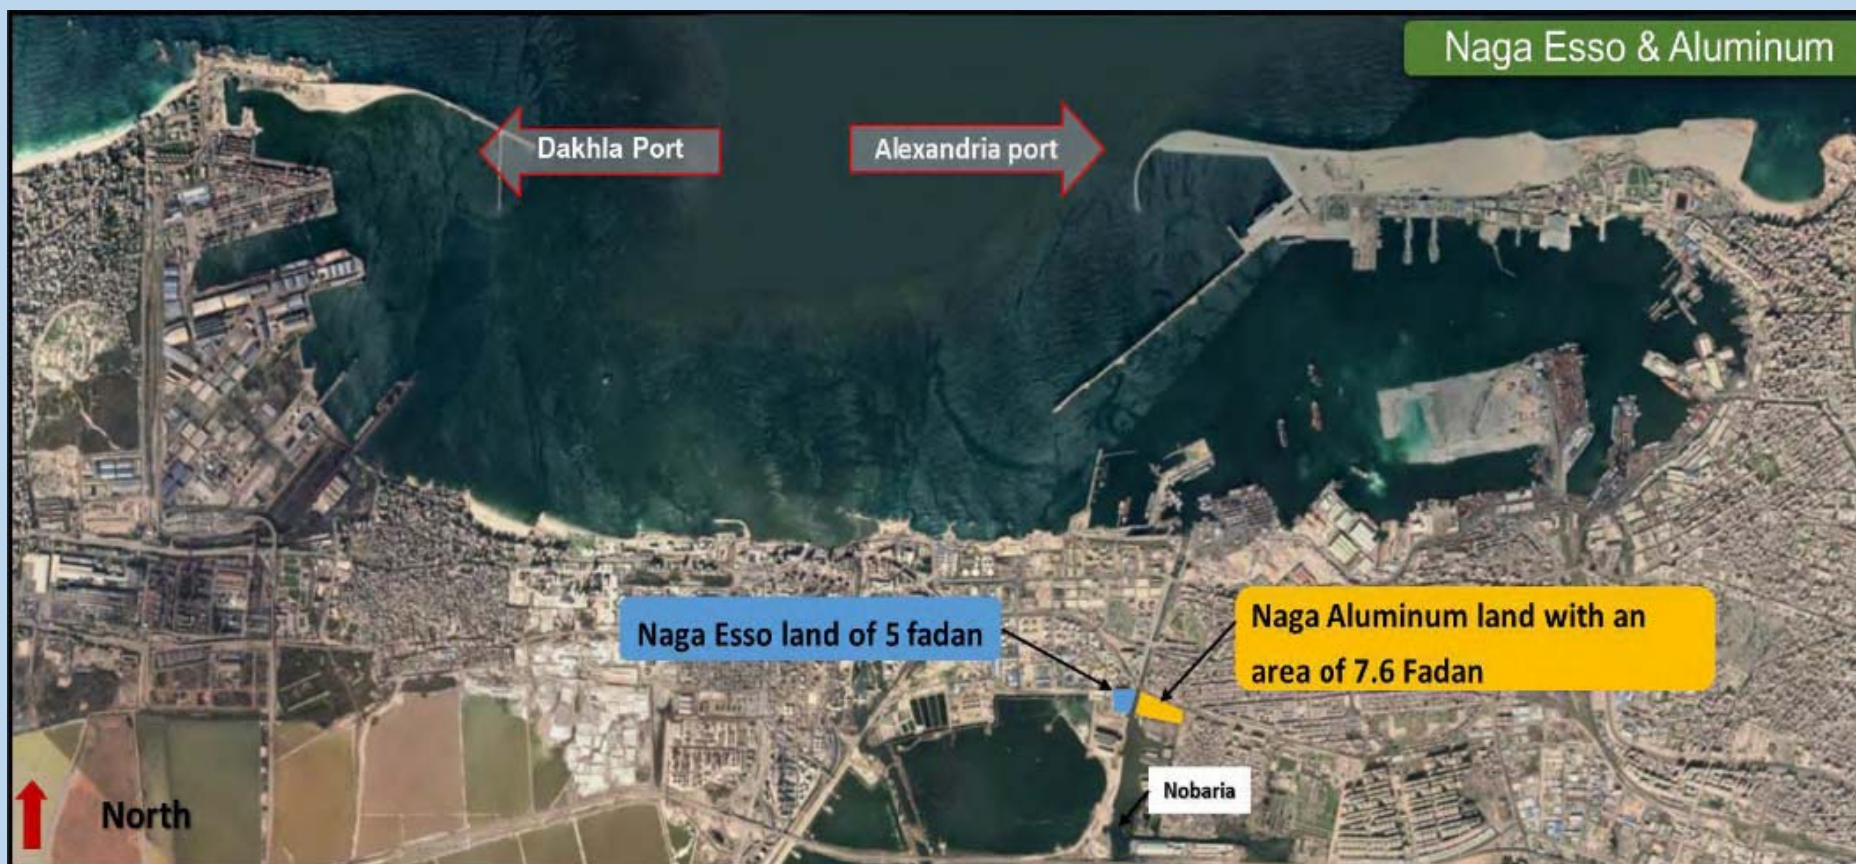 Naga Esso & Aluminum
Dakhla Port
Alexandria port
Naga Esso land of 5 fadan
Naga Aluminum land with an
area of 7.6 Fadan
Nobaria
North